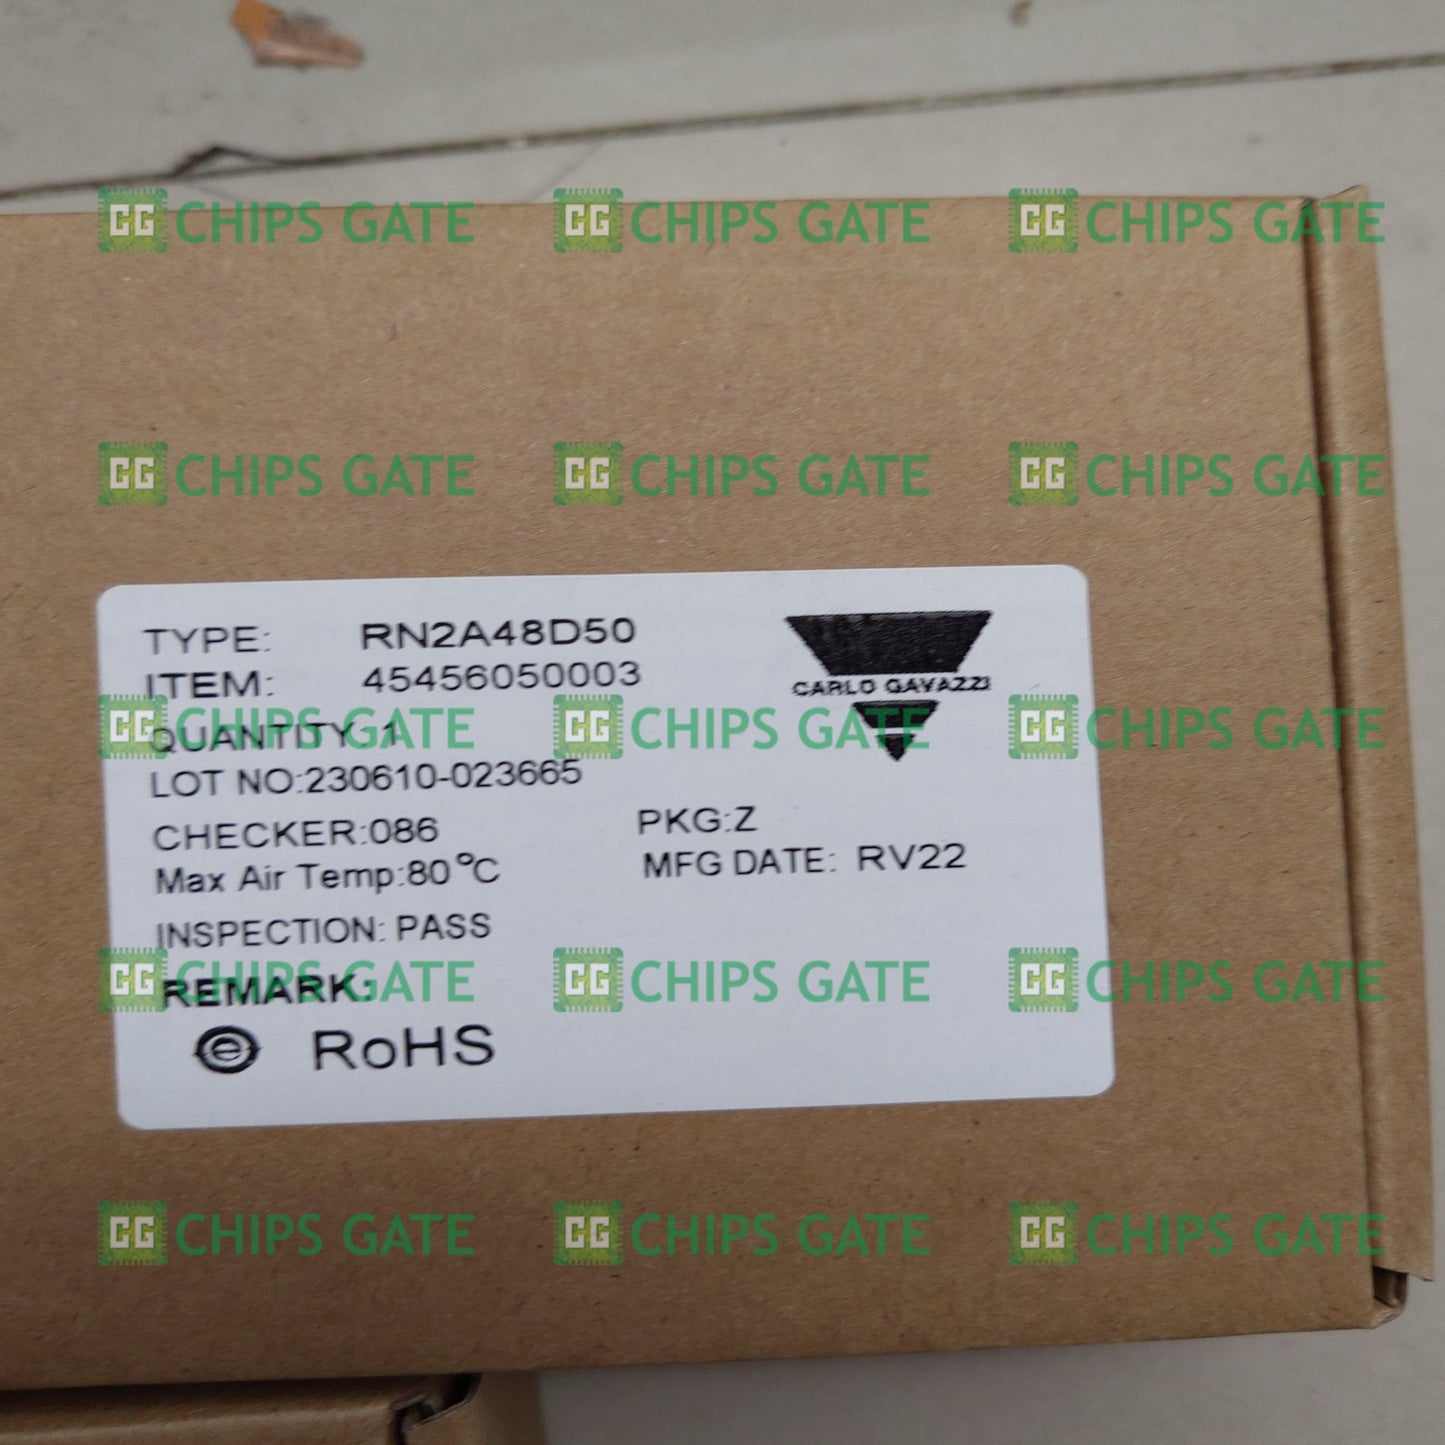 CG CHIPS GATE CG CHIPS GATE CG CHIPS GATE
CG CHIPS GATE CG CHIPS GATE CG CHIPS GATE
TYPE: RN2A48D50
ITEM: 45456050003
CARLO GAVAZZI
CG CHIPS GATE CG CHIPS GATE CG CHIPS GATE
QUANTITY: 1
LOT NO:230610-023665
CHECKER:086 PKG:Z
Max Air Temp:80°C MFG DATE: RV22
INSPECTION: PASS
CG CHIPS GATE CG CHIPS GATE CG CHIPS GATE
REMARK:
e RoHS
CG CHIPS GATE CG CHIPS GATE CG CHIPS GATE